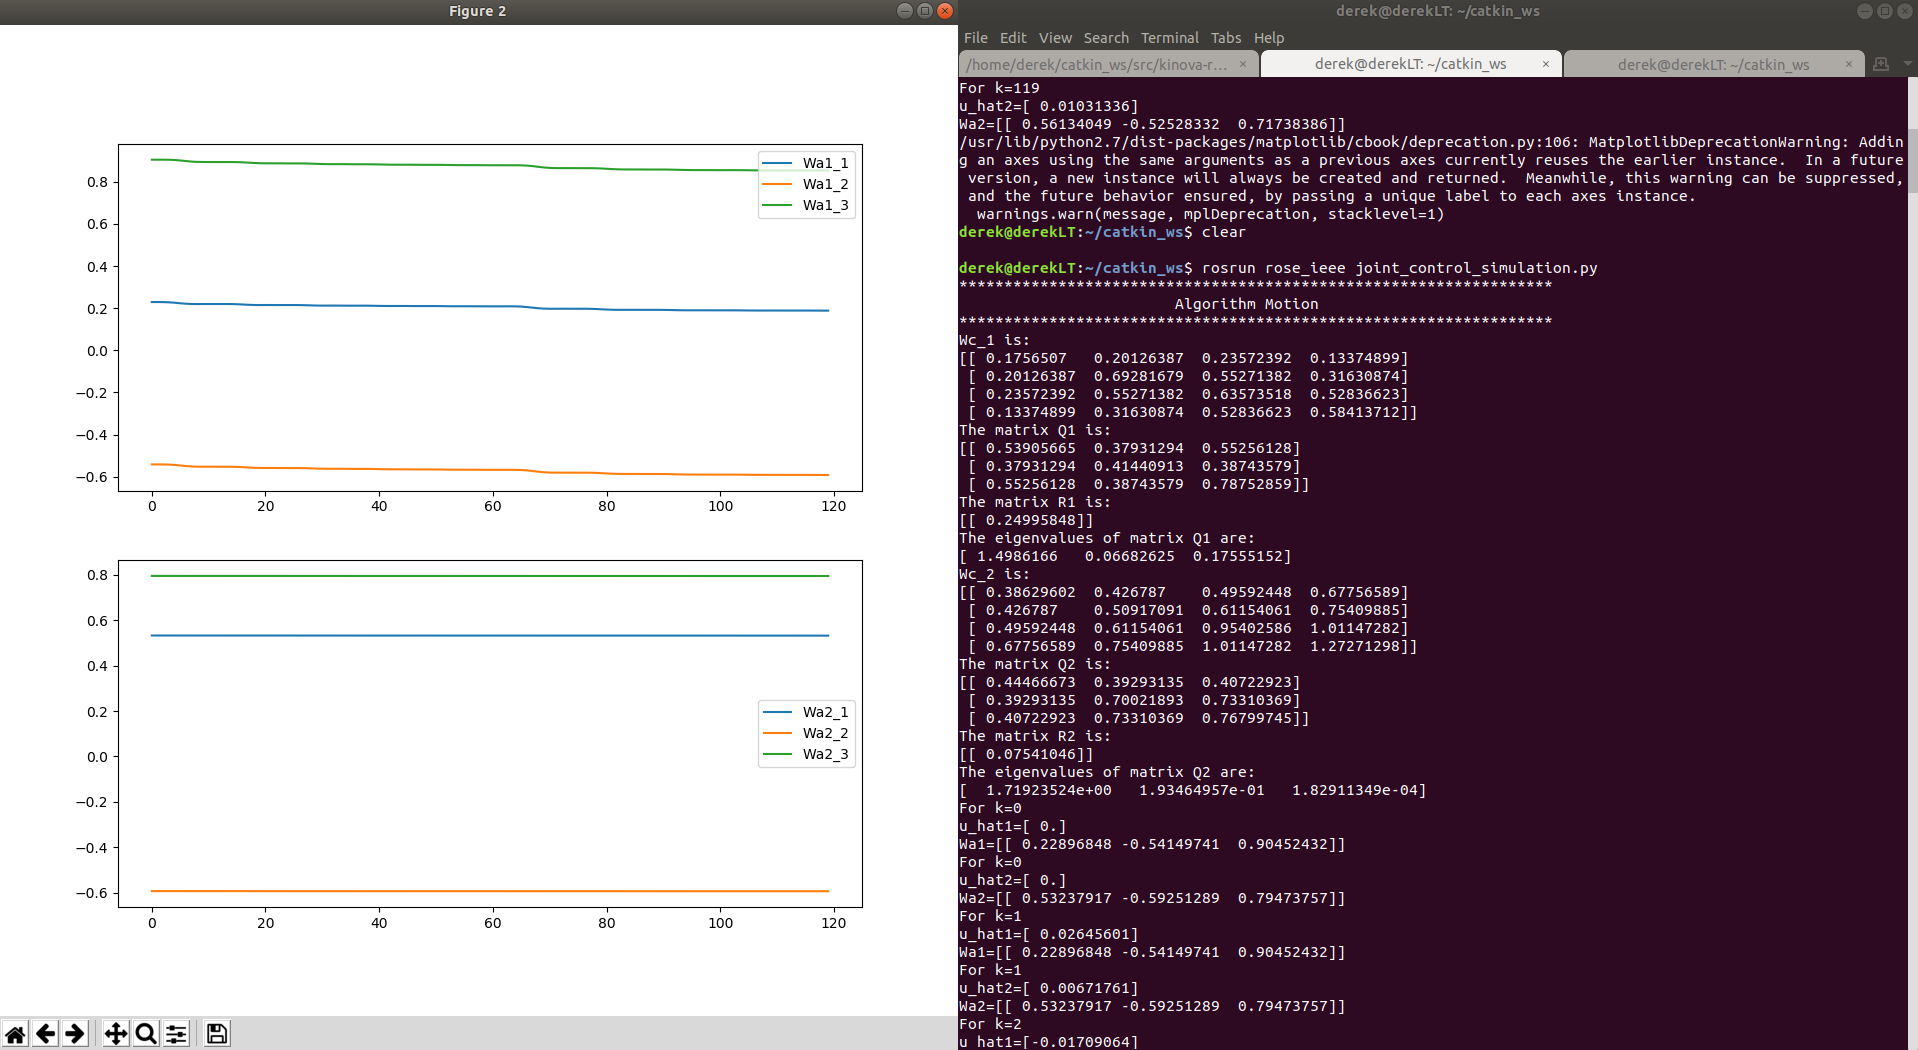 Figure 2
0.8
0.6
0.4
0.2
0.0
−0.2
−0.4
−0.6
0 20 40 60 80 100 120
Wa1_1
Wa1_2
Wa1_3
0.8
0.6
0.4
0.2
0.0
−0.2
−0.4
−0.6
0 20 40 60 80 100 120
Wa2_1
Wa2_2
Wa2_3
derek@derekLT: ~/catkin_ws
File Edit View Search Terminal Tabs Help
/home/derek/catkin_ws/src/kinova-r... × derek@derekLT: ~/catkin_ws × derek@derekLT: ~/catkin_ws ×
For k=119
u_hat2=[ 0.01031336]
Wa2=[[ 0.56134049 -0.52528332  0.71738386]]
/usr/lib/python2.7/dist-packages/matplotlib/cbook/deprecation.py:106: MatplotlibDeprecationWarning: Addin
g an axes using the same arguments as a previous axes currently reuses the earlier instance.  In a future
 version, a new instance will always be created and returned.  Meanwhile, this warning can be suppressed,
 and the future behavior ensured, by passing a unique label to each axes instance.
  warnings.warn(message, mplDeprecation, stacklevel=1)
derek@derekLT:~/catkin_ws$ clear
derek@derekLT:~/catkin_ws$ rosrun rose_ieee joint_control_simulation.py
******************************************************************
Algorithm Motion
******************************************************************
Wc_1 is:
[[ 0.1756507   0.20126387  0.23572392  0.13374899]
 [ 0.20126387  0.69281679  0.55271382  0.31630874]
 [ 0.23572392  0.55271382  0.63573518  0.52836623]
 [ 0.13374899  0.31630874  0.52836623  0.58413712]]
The matrix Q1 is:
[[ 0.53905665  0.37931294  0.55256128]
 [ 0.37931294  0.41440913  0.38743579]
 [ 0.55256128  0.38743579  0.78752859]]
The matrix R1 is:
[[ 0.24995848]]
The eigenvalues of matrix Q1 are:
[ 1.4986166   0.06682625  0.17555152]
Wc_2 is:
[[ 0.38629602  0.426787    0.49592448  0.67756589]
 [ 0.426787    0.50917091  0.61154061  0.75409885]
 [ 0.49592448  0.61154061  0.95402586  1.01147282]
 [ 0.67756589  0.75409885  1.01147282  1.27271298]]
The matrix Q2 is:
[[ 0.44466673  0.39293135  0.40722923]
 [ 0.39293135  0.70021893  0.73310369]
 [ 0.40722923  0.73310369  0.76799745]]
The matrix R2 is:
[[ 0.07541046]]
The eigenvalues of matrix Q2 are:
[  1.71923524e+00   1.93464957e-01   1.82911349e-04]
For k=0
u_hat1=[ 0.]
Wa1=[[ 0.22896848 -0.54149741  0.90452432]]
For k=0
u_hat2=[ 0.]
Wa2=[[ 0.53237917 -0.59251289  0.79473757]]
For k=1
u_hat1=[ 0.02645601]
Wa1=[[ 0.22896848 -0.54149741  0.90452432]]
For k=1
u_hat2=[ 0.00671761]
Wa2=[[ 0.53237917 -0.59251289  0.79473757]]
For k=2
u_hat1=[-0.01709064]